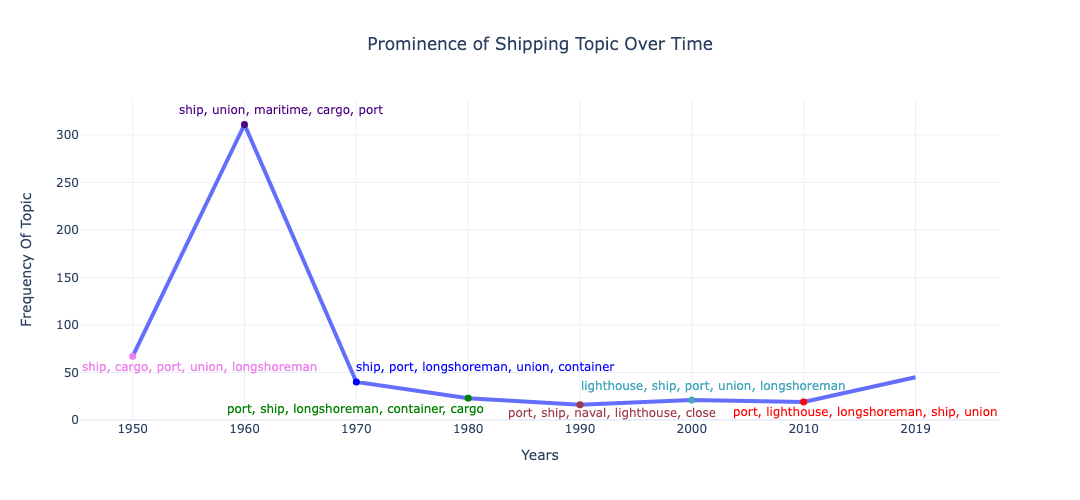 Prominence of Shipping Topic Over Time
ship, union, maritime, cargo, port
300
250
200
150
100
50
0
Frequency Of Topic
ship, cargo, port, union, longshoreman
ship, port, longshoreman, union, container
lighthouse, ship, port, union, longshoreman
port, ship, longshoreman, container, cargo
port, ship, naval, lighthouse, close
port, lighthouse, longshoreman, ship, union
1950 1960 1970 1980 1990 2000 2010 2019
Years